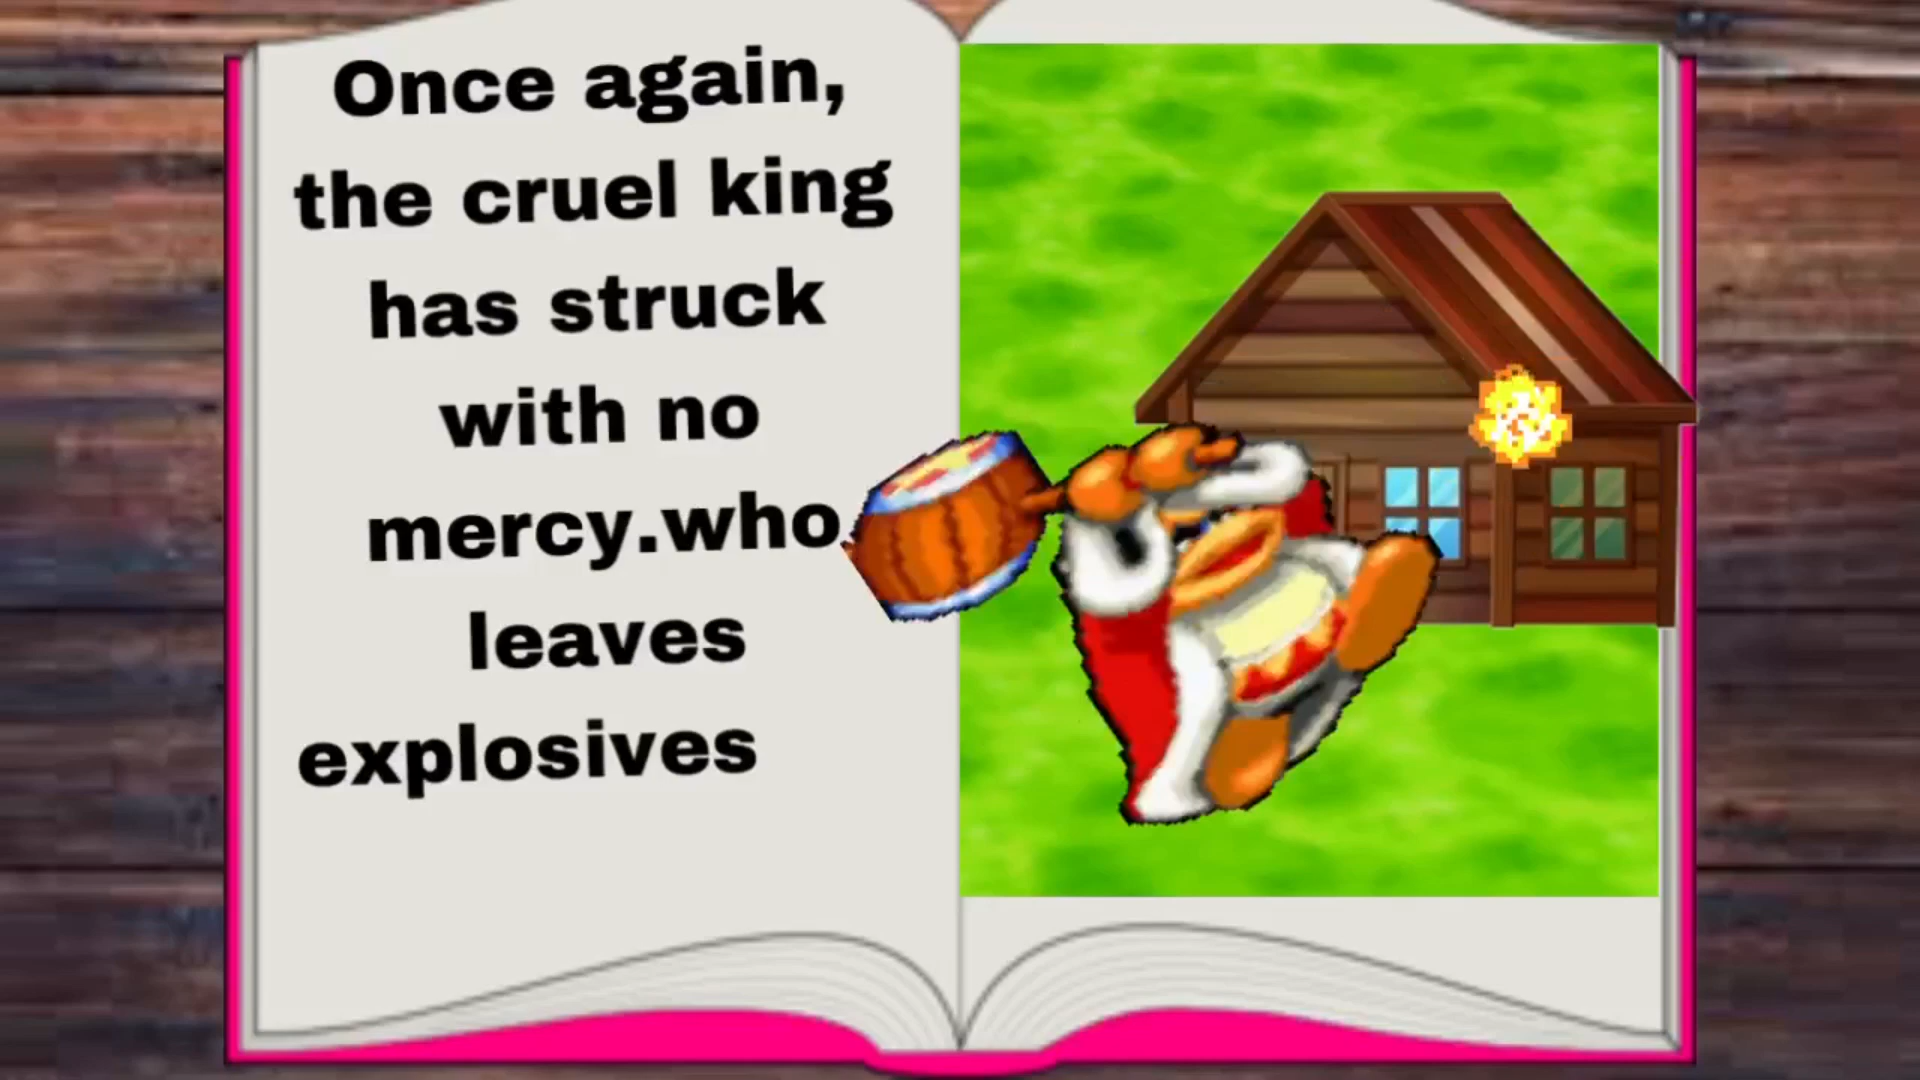 Once again,
the cruel king
has struck
with no
mercy.who
leaves
explosives